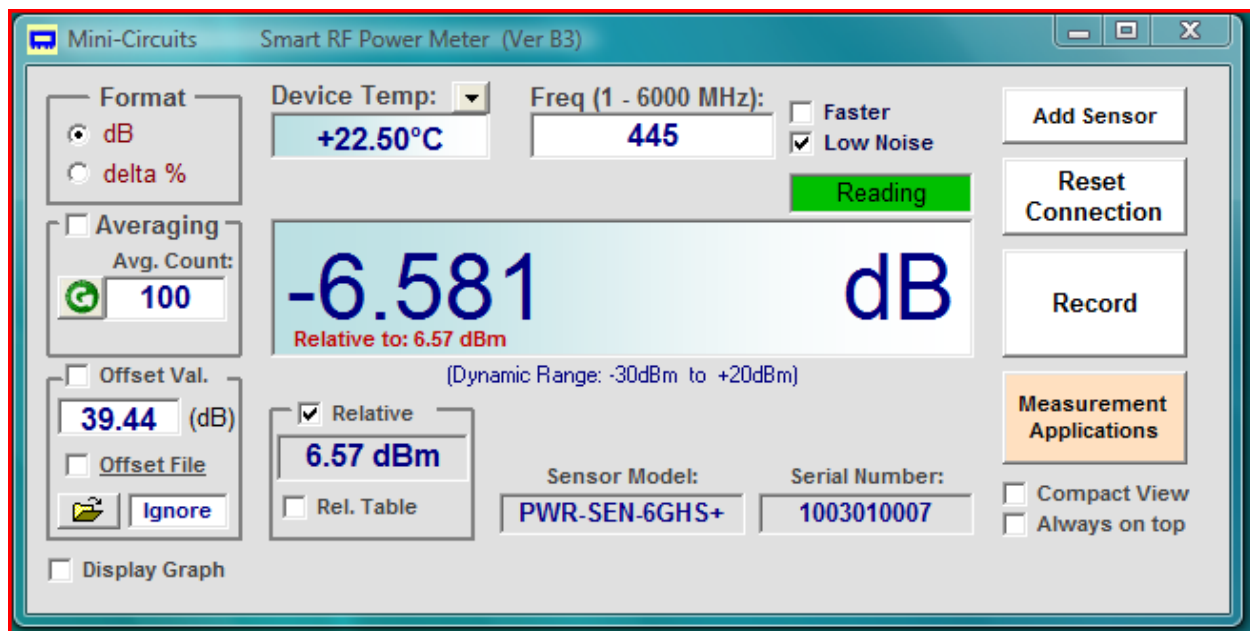 Mini-Circuits Smart RF Power Meter (Ver B3)
Format
dB
delta %
Device Temp:
+22.50°C
Freq (1 - 6000 MHz):
445
Faster
Low Noise
Reading
Add Sensor
Reset
Connection
Averaging
Avg. Count:
100
-6.581 dB
Relative to: 6.57 dBm
Record
(Dynamic Range: -30dBm to +20dBm)
Offset Val.
39.44 (dB)
Offset File
Ignore
Relative
6.57 dBm
Rel. Table
Sensor Model:
PWR-SEN-6GHS+
Serial Number:
1003010007
Measurement
Applications
Compact View
Always on top
Display Graph